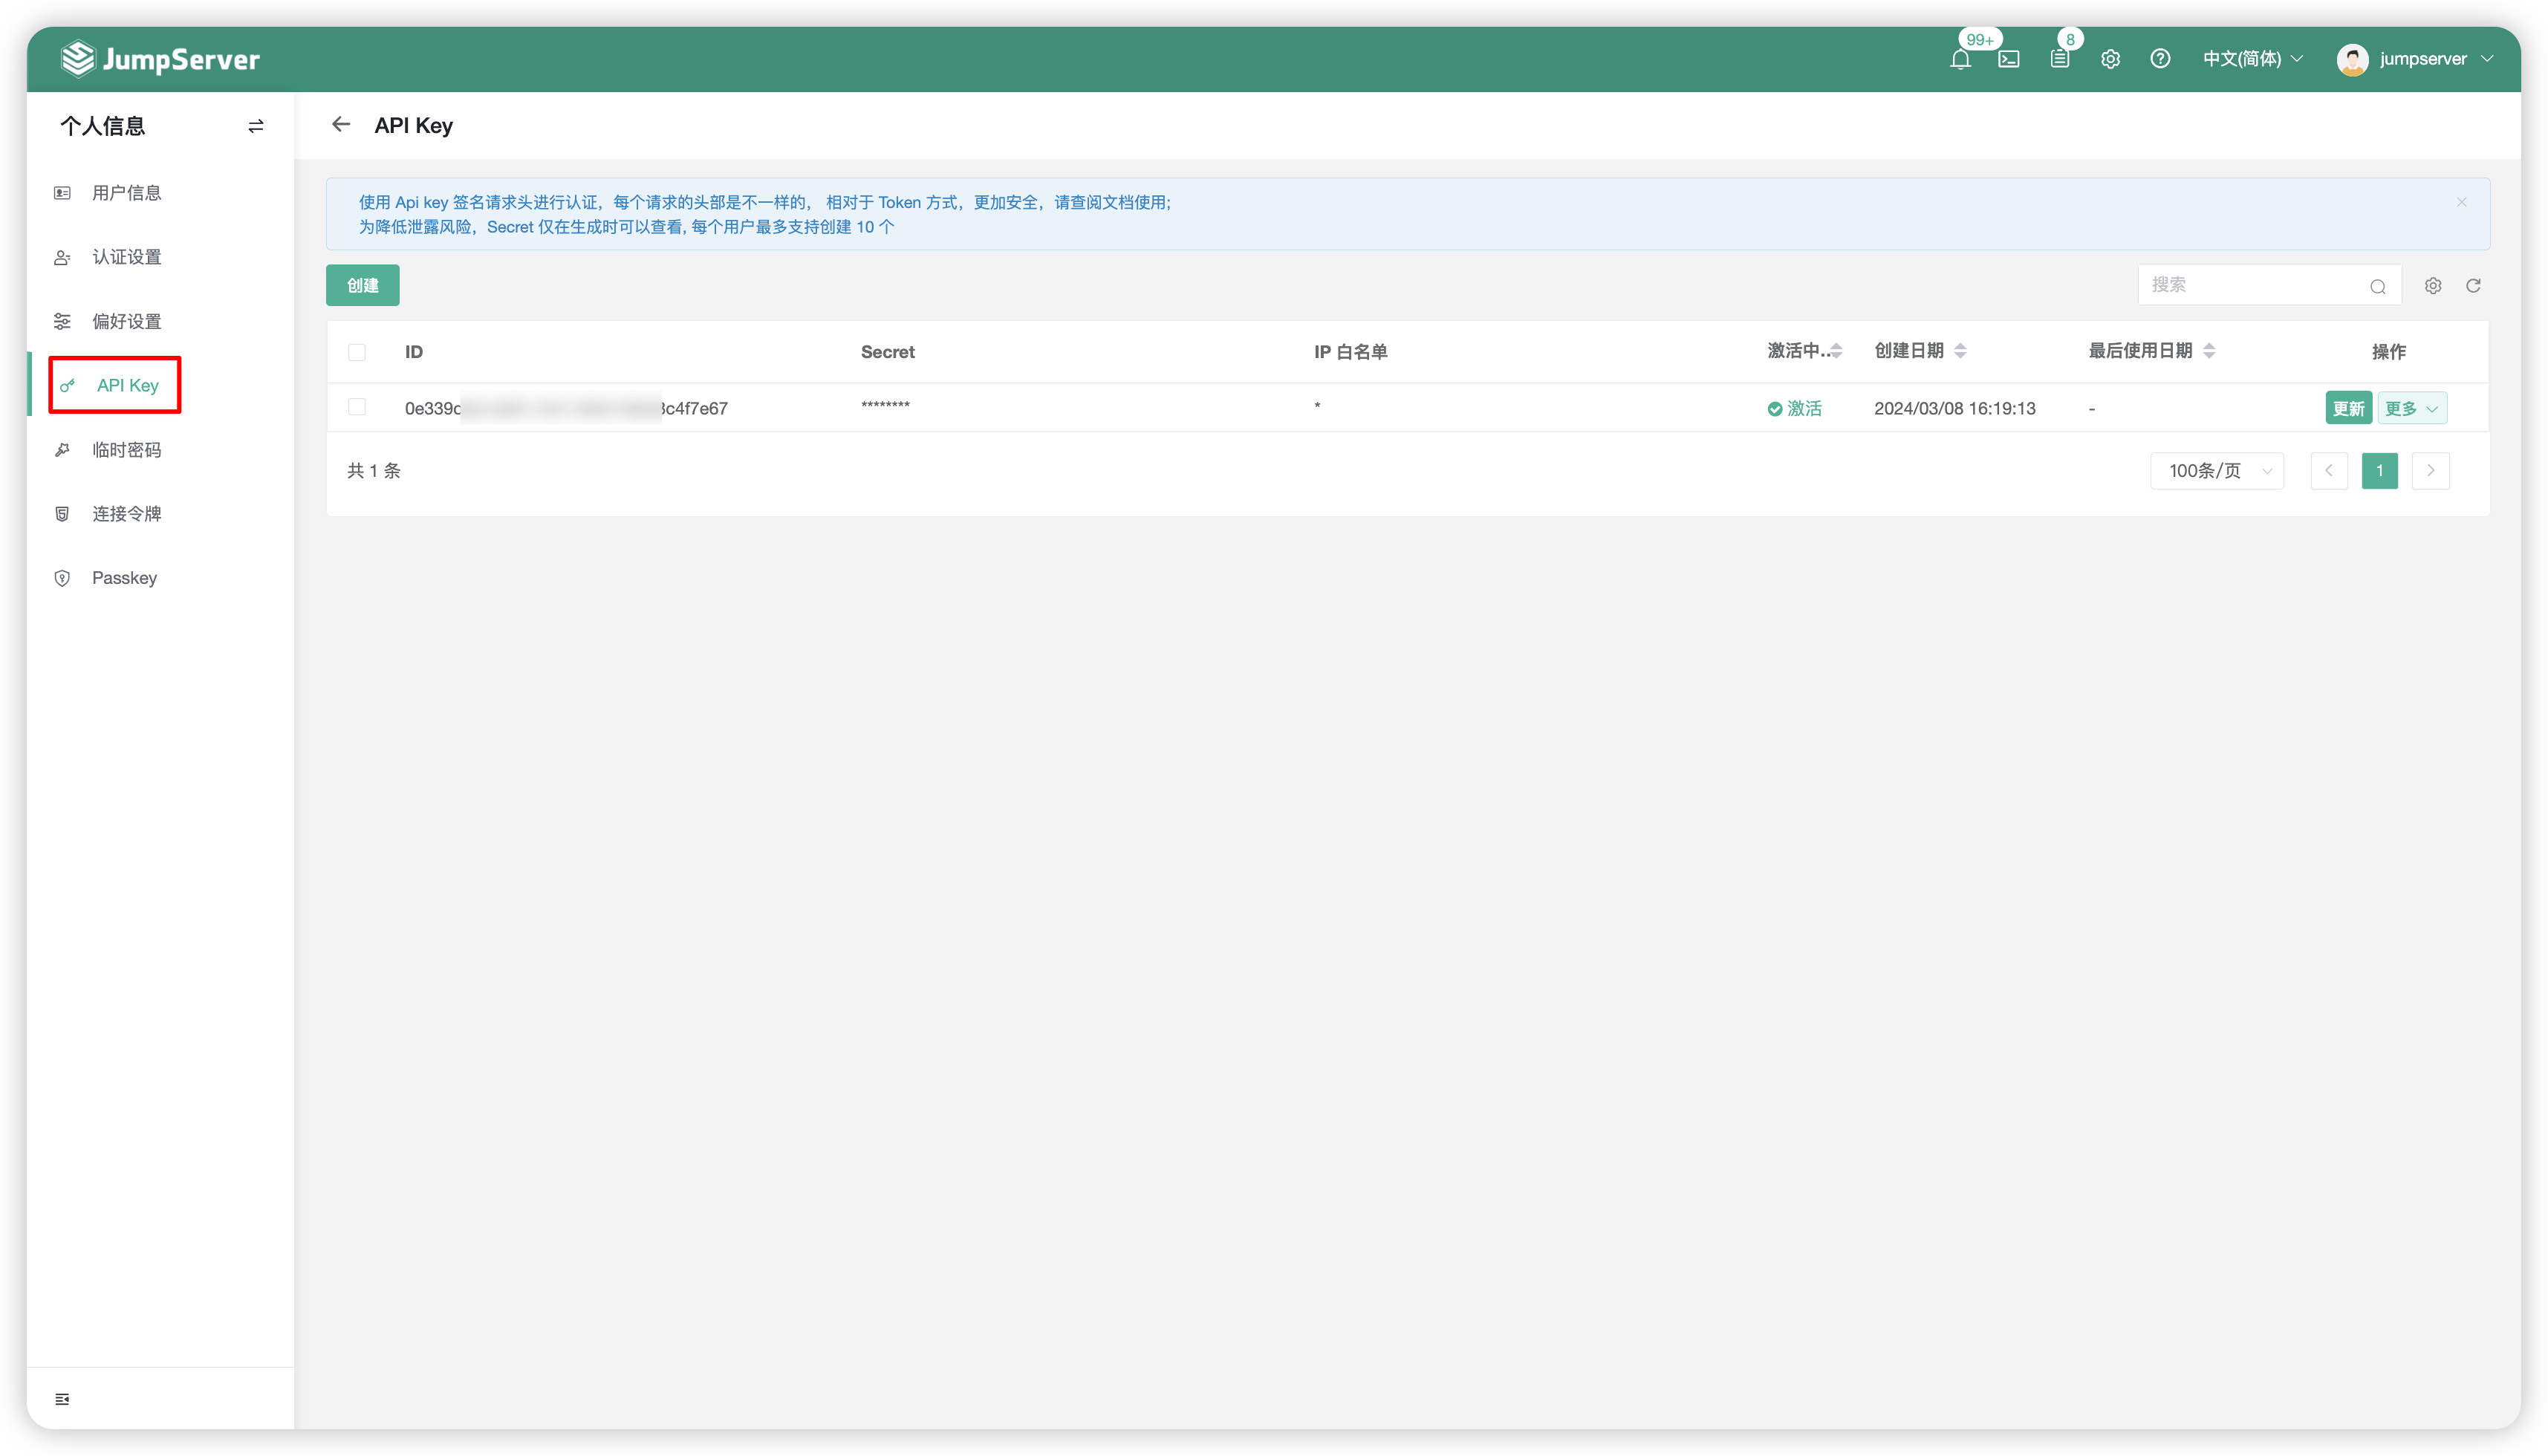 JumpServer
99+
8
中文(简体)
jumpserver
个人信息
用户信息
认证设置
偏好设置
API Key
临时密码
连接令牌
Passkey
API Key
使用 Api key 签名请求头进行认证，每个请求的头部是不一样的， 相对于 Token 方式，更加安全，请查阅文档使用;
为降低泄露风险，Secret 仅在生成时可以查看, 每个用户最多支持创建 10 个
创建
搜索
ID Secret IP 白名单 激活中... 创建日期 最后使用日期 操作
0e339c 3c4f7e67 ******** * 激活 2024/03/08 16:19:13 - 更新 更多
共 1 条
100条/页
1